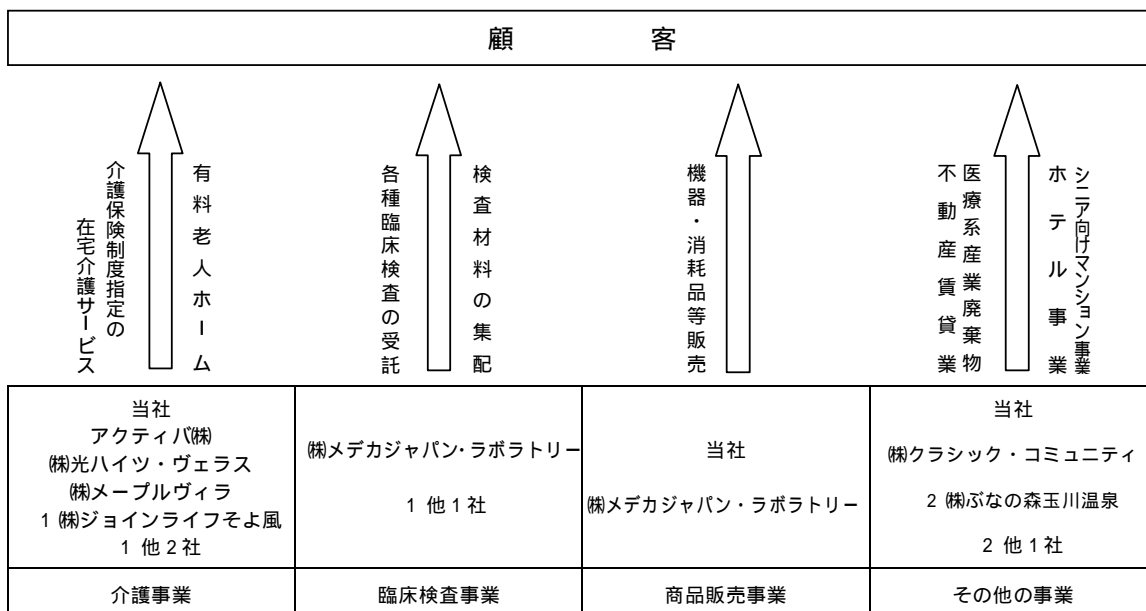 顧 客
介護保険制度指定の
在宅介護サービス
有料老人ホーム
各種臨床検査の受託
検査材料の集配
機器・消耗品等販売
医療系産業廃棄物
不動産賃貸業
シニア向けマンション事業
ホテル事業
当社
アクティバ㈱
㈱光ハイツ・ヴェラス
㈱メープルヴィラ
1 ㈱ジョインライフそよ風
1 他2社
㈱メデカジャパン・ラボラトリー
1 他1社
当社
㈱メデカジャパン・ラボラトリー
当社
㈱クラシック・コミュニティ
2 ㈱ぶなの森玉川温泉
2 他1社
介護事業
臨床検査事業
商品販売事業
その他の事業